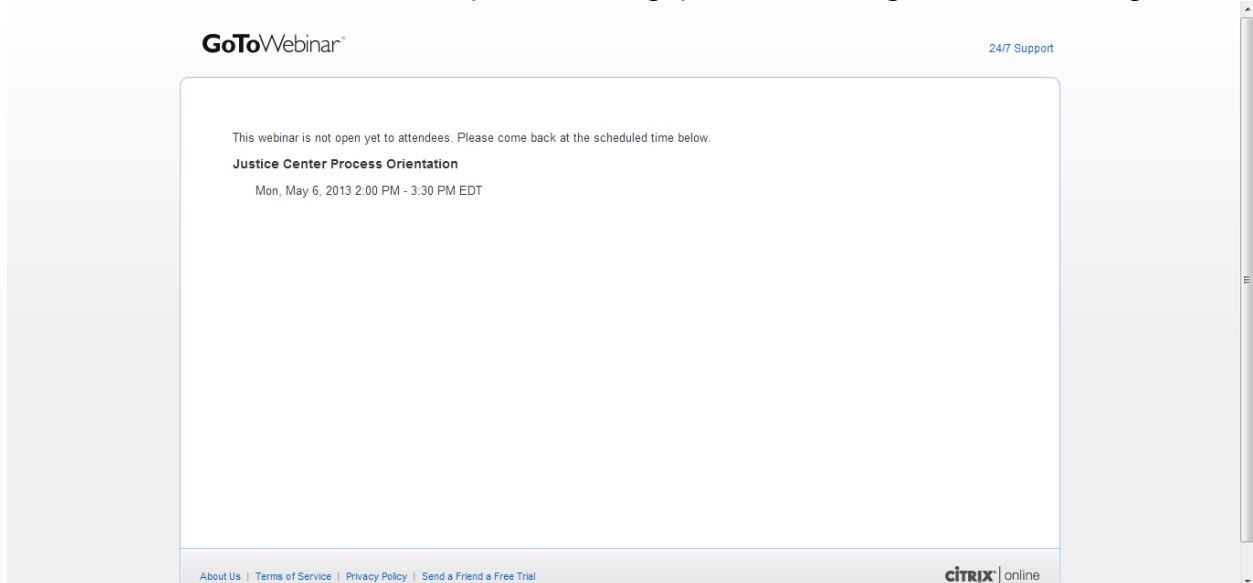 GoToWebinar
24/7 Support
This webinar is not open yet to attendees. Please come back at the scheduled time below.
Justice Center Process Orientation
Mon, May 6, 2013 2:00 PM - 3:30 PM EDT
About Us | Terms of Service | Privacy Policy | Send a Friend a Free Trial
CİTRIX | online